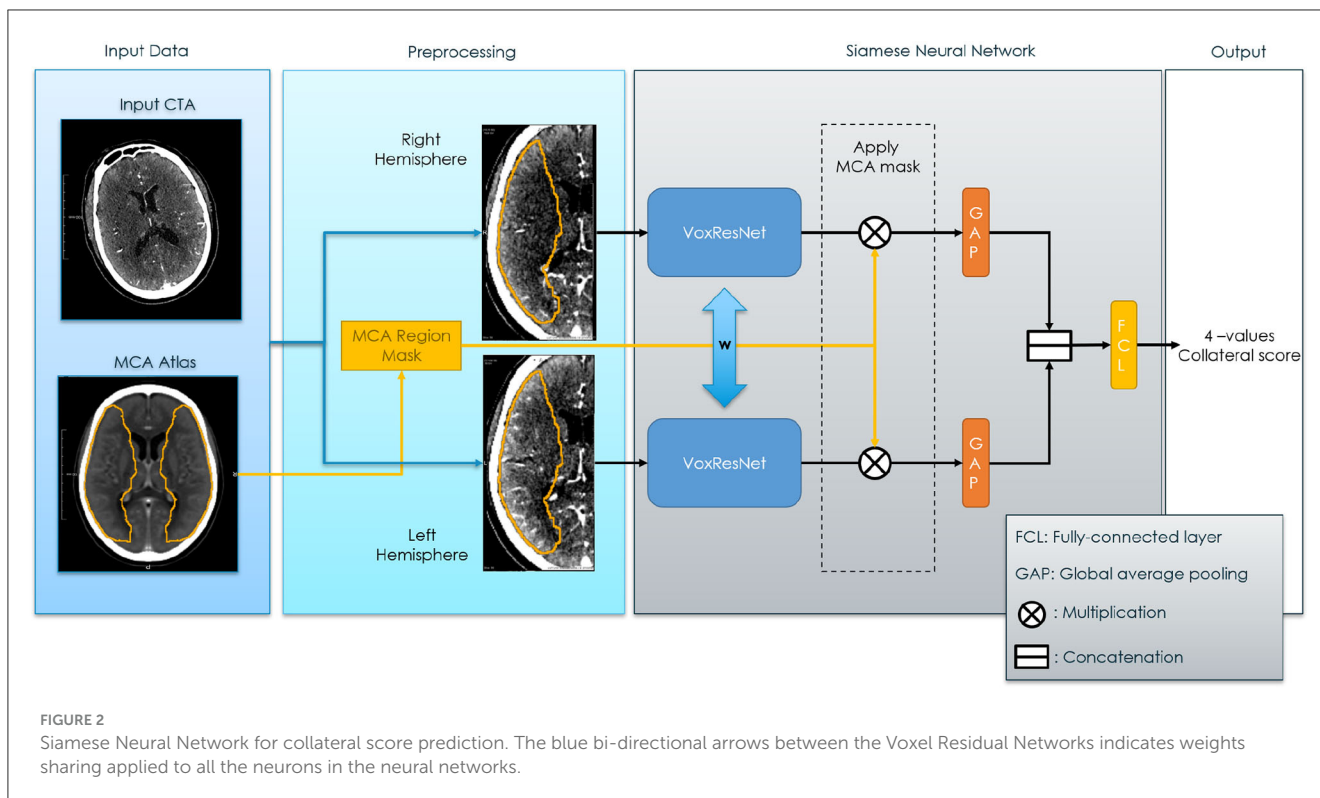 Input Data
Preprocessing
Siamese Neural Network
Output
Input CTA
MCA Atlas
Right
Hemisphere
MCA Region
Mask
Left
Hemisphere
VoxResNet
W
VoxResNet
Apply
MCA mask
GAP
GAP
FCL
4 –values
Collateral score
FCL: Fully-connected layer
GAP: Global average pooling
: Multiplication
: Concatenation
FIGURE 2
Siamese Neural Network for collateral score prediction. The blue bi-directional arrows between the Voxel Residual Networks indicates weights
sharing applied to all the neurons in the neural networks.